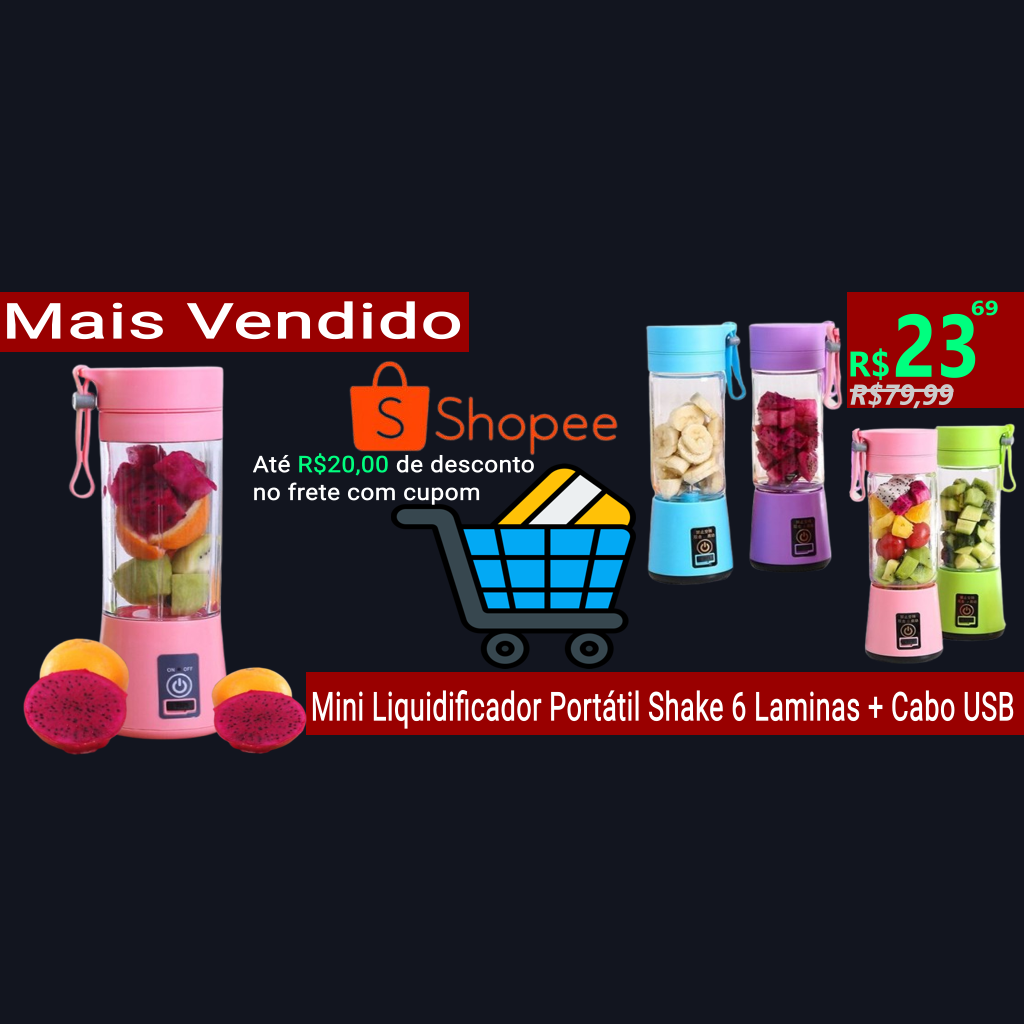 Mais Vendido
R$ 23 69
R$79,99
S Shopee
Até R$20,00 de desconto
no frete com cupom
ON OFF
Mini Liquidificador Portátil Shake 6 Laminas + Cabo USB